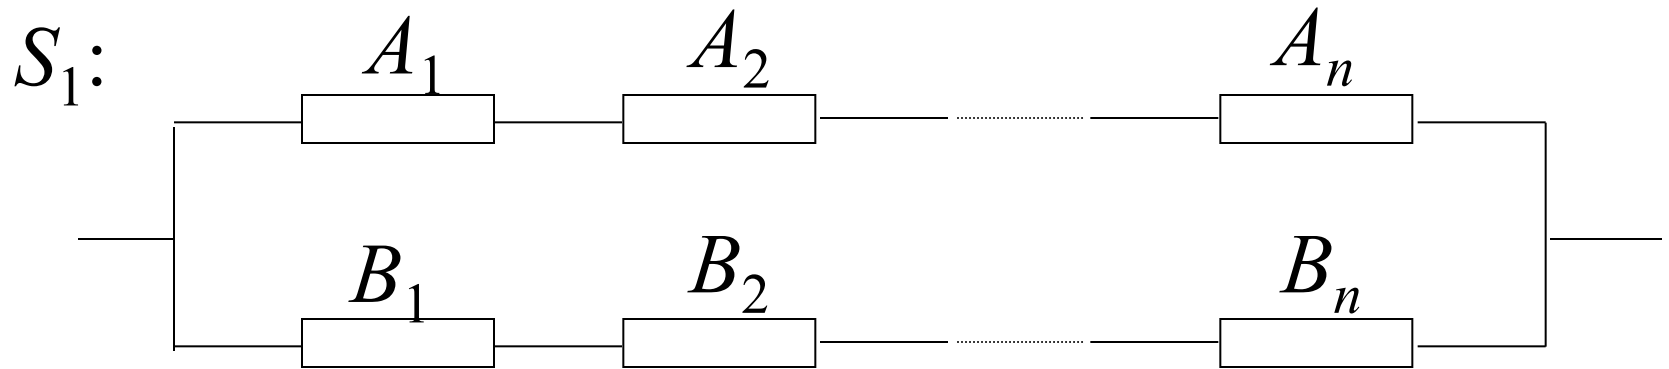 S₁: A₁ A₂ Aₙ
B₁ B₂ Bₙ